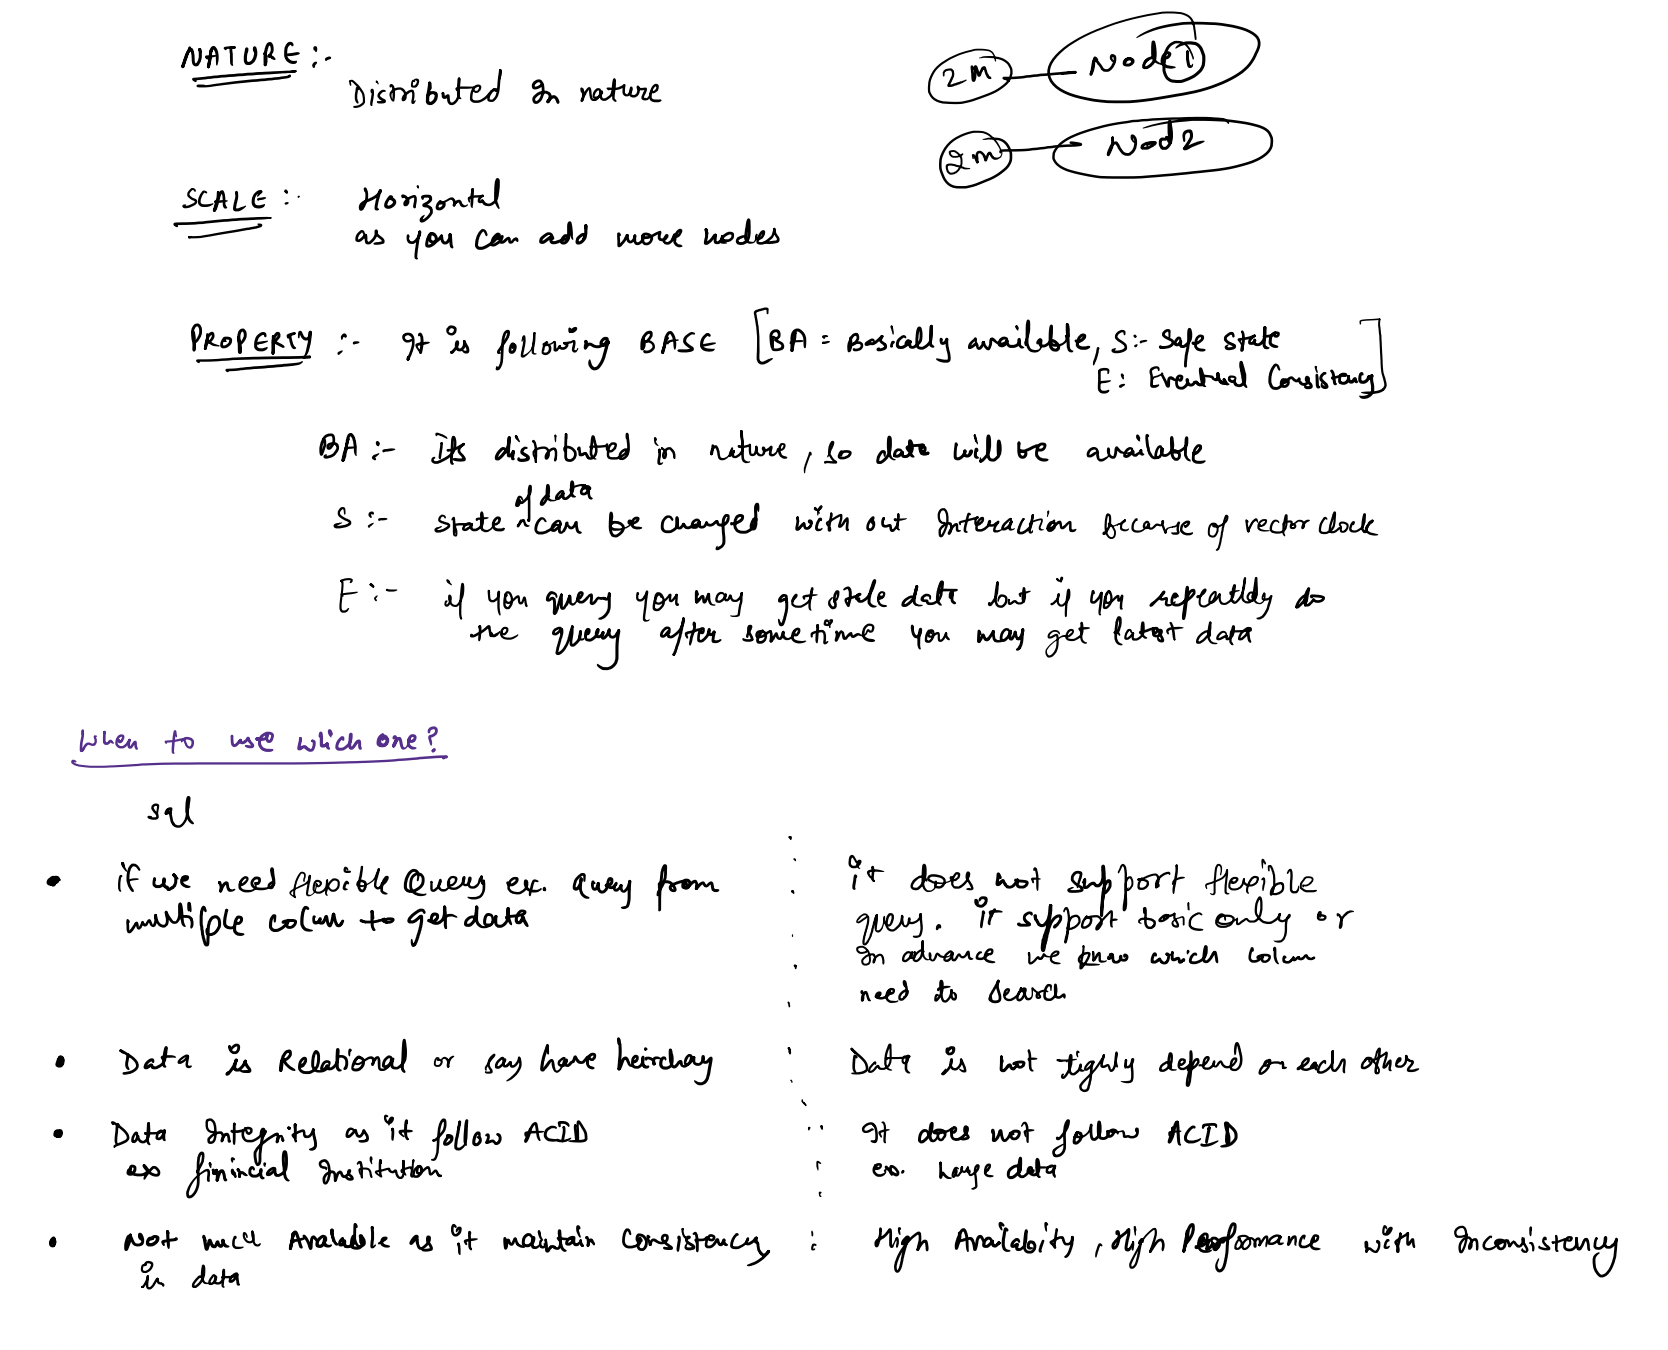 NATURE :-
Distributed In nature
2m Node 1
2m Nod 2
SCALE :- Horizontal
as you can add more nodes
PROPERTY :- It is following BASE [BA = Basically available, S:- Safe state
E: Eventual Consistency]
BA :- Its distributed in nature, so data will be available
of data
S :- State ^ can be changed with out Interaction because of vector clock
E :- if you query you may get stale data but if you repeatldy do
the query after sometime you may get latest data
When to use which one?
sql
• if we need flexible Query ex. query from
multiple colum to get data
it does not support flexible
query. it support basic only or
In advance we know which colum
need to search
• Data is Relational or say have heirchay
Data is not tighly depend on each other
• Data Integrity as it follow ACID
ex finincial Institution
It does not follow ACID
ex. Large data
• Not much Avalable as it maintain Consistency
in data
High Availabity, High Performance with Inconsistency